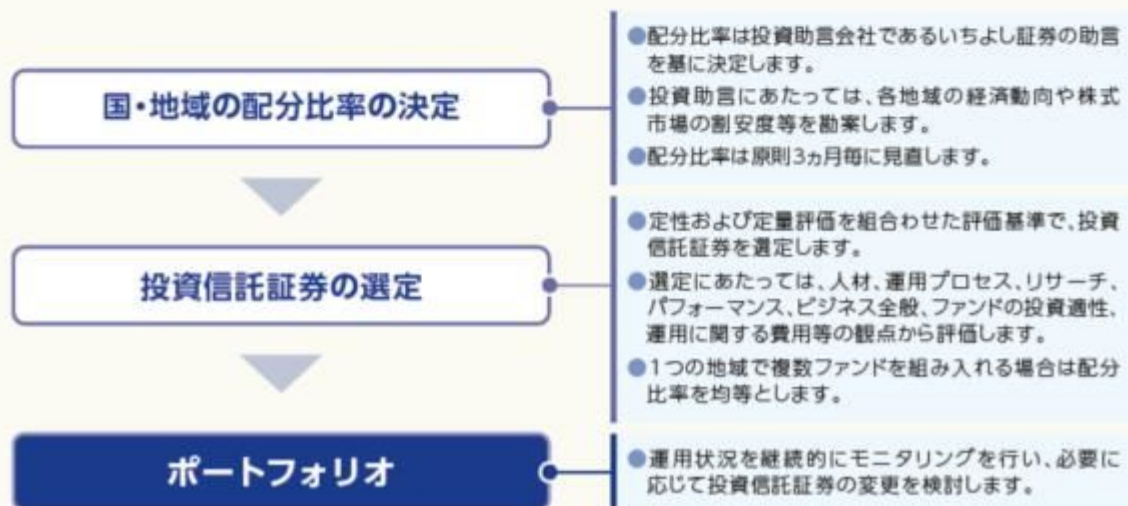 国・地域の配分比率の決定
●配分比率は投資助言会社であるいちよし証券の助言
を基に決定します。
●投資助言にあたっては、各地域の経済動向や株式
市場の割安度等を勘案します。
●配分比率は原則3ヵ月毎に見直します。
投資信託証券の選定
●定性および定量評価を組合わせた評価基準で、投資
信託証券を選定します。
●選定にあたっては、人材、運用プロセス、リサーチ、
パフォーマンス、ビジネス全般、ファンドの投資適性、
運用に関する費用等の観点から評価します。
●1つの地域で複数ファンドを組み入れる場合は配分
比率を均等とします。
ポートフォリオ
●運用状況を継続的にモニタリングを行い、必要に
応じて投資信託証券の変更を検討します。